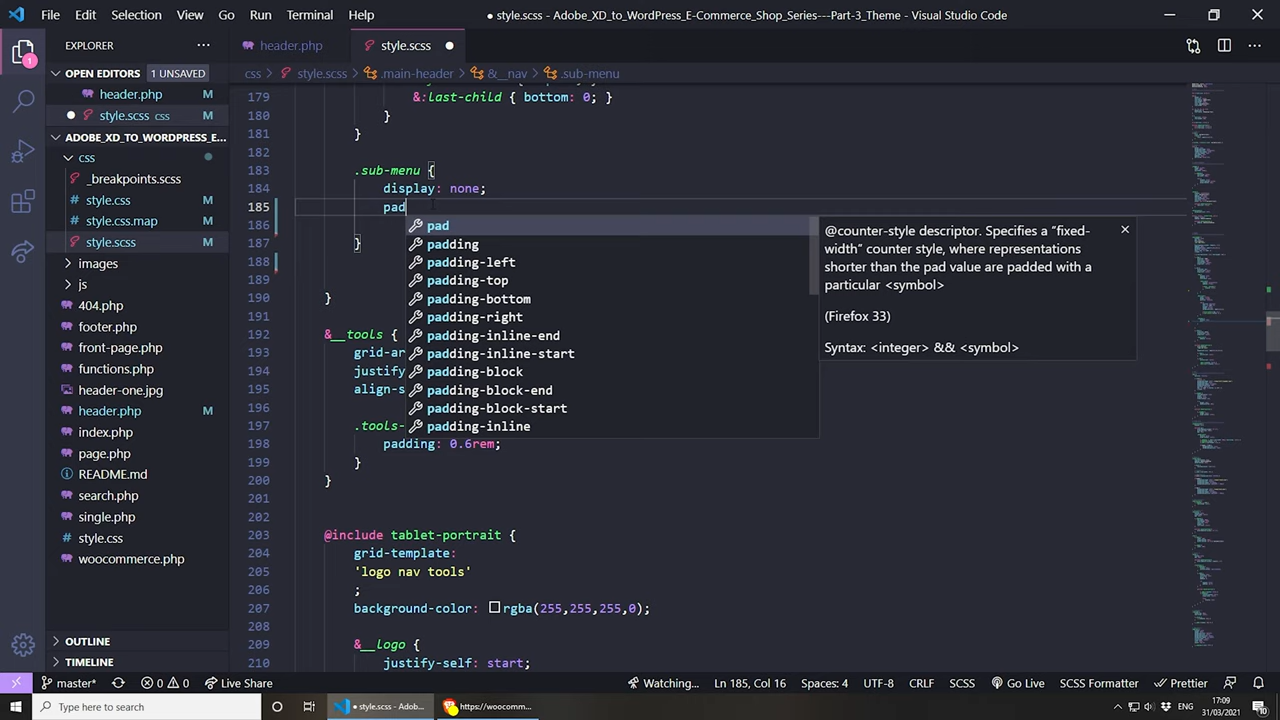 File Edit Selection View Go Run Terminal Help
● style.scss - Adobe_XD_to_WordPress_E-Commerce_Shop_Series---Part-3_Theme - Visual Studio Code
EXPLORER
header.php
style.scss
OPEN EDITORS 1 UNSAVED
header.php M
style.scss css M
ADOBE_XD_TO_WORDPRESS_E...
css
_breakpoints.scss
style.css M
style.css.map M
style.scss M
images
js
404.php
footer.php
front-page.php
functions.php
header-one.jpg
header.php M
index.php
page.php
README.md
search.php
single.php
style.css
woocommerce.php
OUTLINE
TIMELINE
css > style.scss > .main-header > &__nav > .sub-menu
179 &:last-child { bottom: 0; }
180 }
181 }
182
183 .sub-menu {
184 display: none;
185 pad
186
187 }
188
189
190 }
191
192 &__tools {
193 grid-ar
194 justify
195 align-s
196
197 .tools-
198 padding: 0.6rem
199 }
200 }
201
202
203 @include tablet-portrait {
204 grid-template:
205 'logo nav tools'
206 ;
207 background-color: rgba(255,255,255,0);
208
209 &__logo {
210 justify-self: start;
pad
padding
padding-left
padding-top
padding-bottom
padding-right
padding-inline-end
padding-inline-start
padding-block
padding-block-end
padding-block-start
padding-inline
@counter-style descriptor. Specifies a “fixed-
width” counter style, where representations
shorter than the pad value are padded with a
particular <symbol>
(Firefox 33)
Syntax: <integer> && <symbol>
master* 0 0 Live Share Watching... Ln 185, Col 16 Spaces: 4 UTF-8 CRLF SCSS Go Live SCSS Formatter Prettier
Type here to search
● style.scss - Adob...
https://woocomm...
17:09
31/03/2021
10